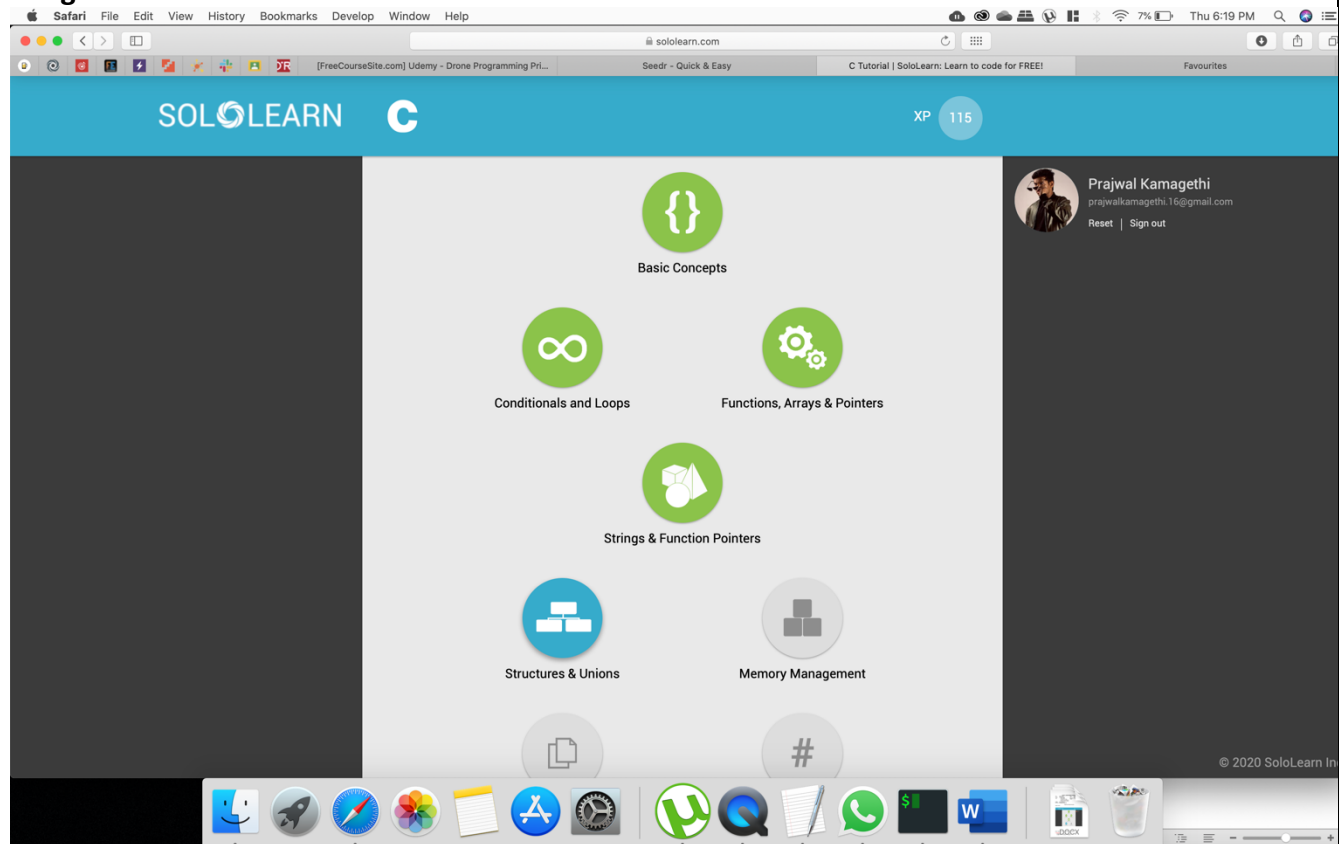 Safari File Edit View History Bookmarks Develop Window Help 7% Thu 6:19 PM
sololearn.com
[FreeCourseSite.com] Udemy - Drone Programming Pri... Seedr - Quick & Easy C Tutorial | SoloLearn: Learn to code for FREE! Favourites
SOLOLEARN C XP 115
Prajwal Kamagethi
prajwalkamagethi.16@gmail.com
Reset | Sign out
{}
Basic Concepts
Conditionals and Loops Functions, Arrays & Pointers
Strings & Function Pointers
Structures & Unions Memory Management
#
© 2020 SoloLearn In
$
W
DOCX